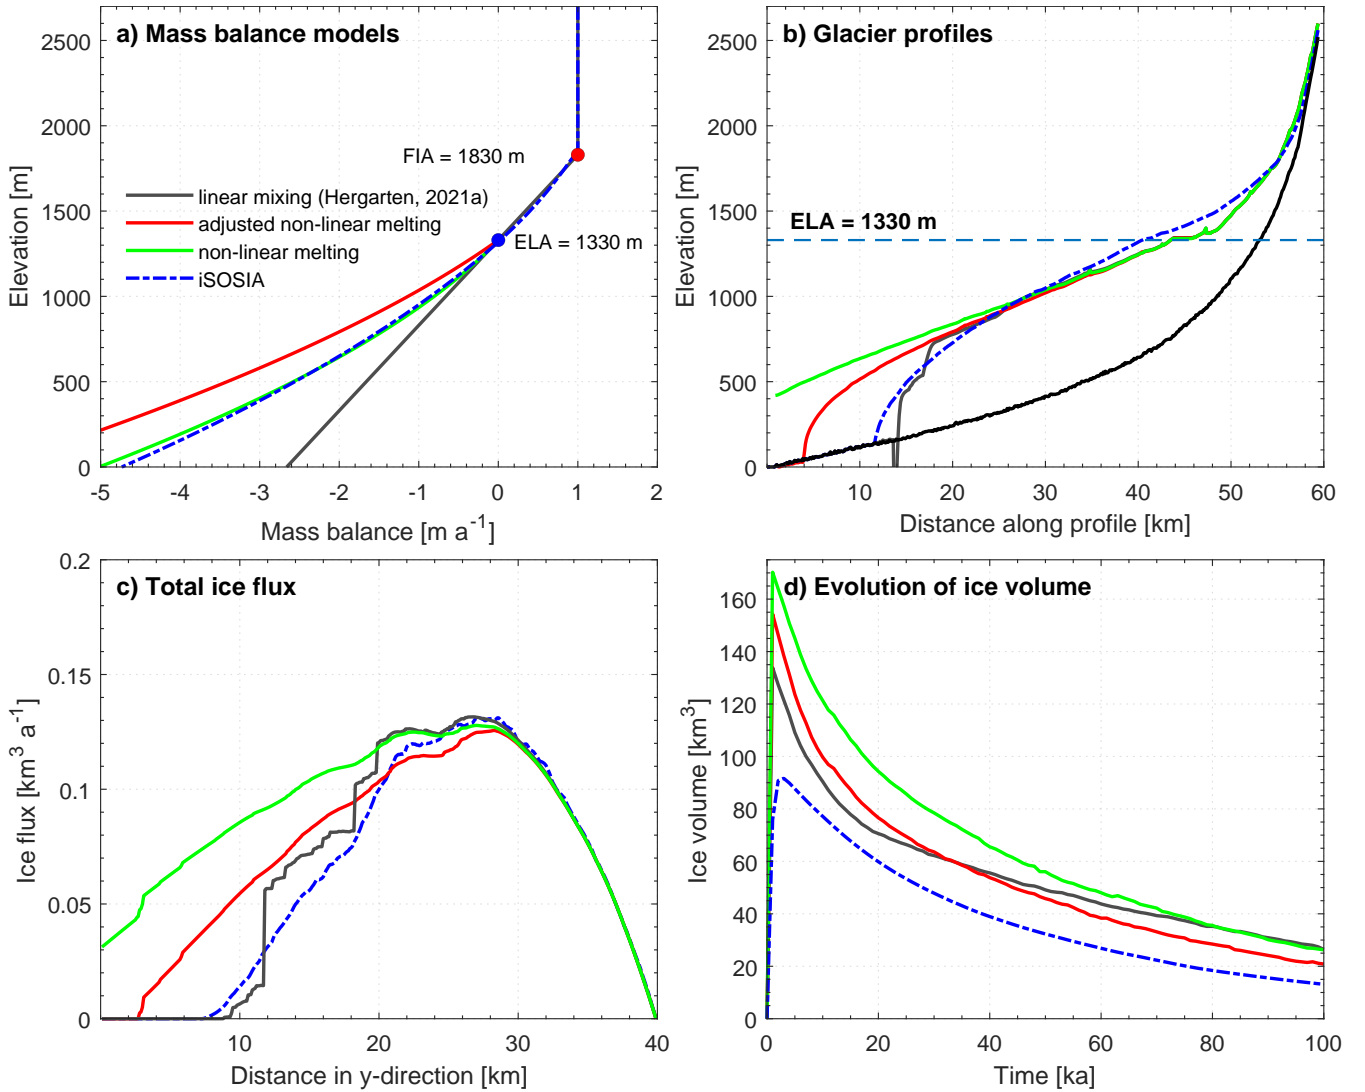 a) Mass balance models
2500
2000
1500
1000
500
0
Elevation [m]
FIA = 1830 m
linear mixing (Hergarten, 2021a)
adjusted non-linear melting
non-linear melting
iSOSIA
ELA = 1330 m
-5 -4 -3 -2 -1 0 1 2
Mass balance [m a⁻¹]
b) Glacier profiles
2500
2000
1500
1000
500
0
Elevation [m]
ELA = 1330 m
10 20 30 40 50 60
Distance along profile [km]
c) Total ice flux
0.2
0.15
0.1
0.05
0
Ice flux [km³ a⁻¹]
10 20 30 40
Distance in y-direction [km]
d) Evolution of ice volume
160
140
120
100
80
60
40
20
0
Ice volume [km³]
0 20 40 60 80 100
Time [ka]